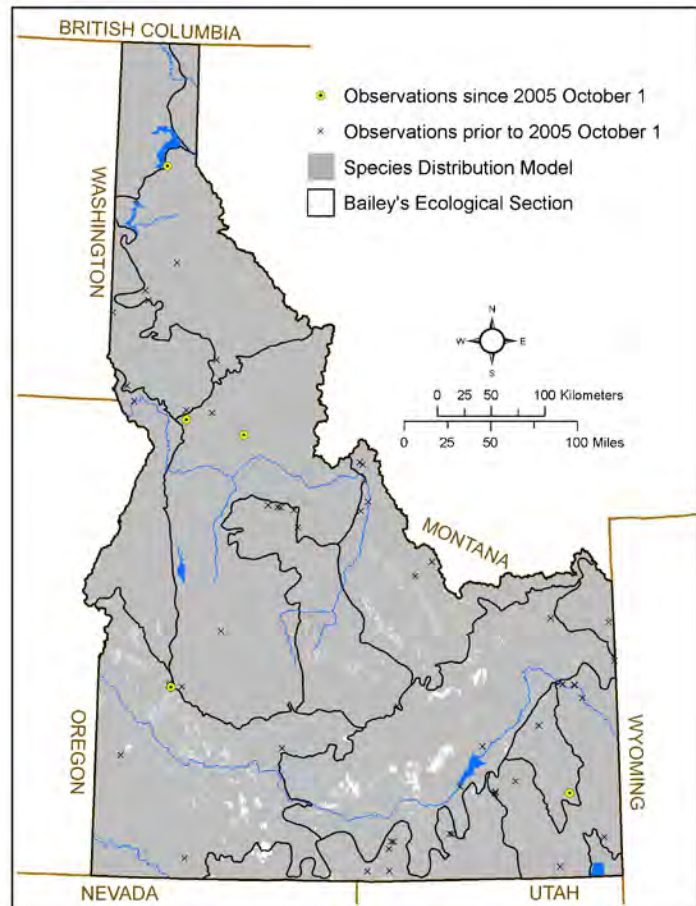 BRITISH COLUMBIA
Observations since 2005 October 1
Observations prior to 2005 October 1
Species Distribution Model
Bailey's Ecological Section
WASHINGTON
N
W E
S
0 25 50 100 Kilometers
0 25 50 100 Miles
MONTANA
OREGON
WYOMING
NEVADA UTAH